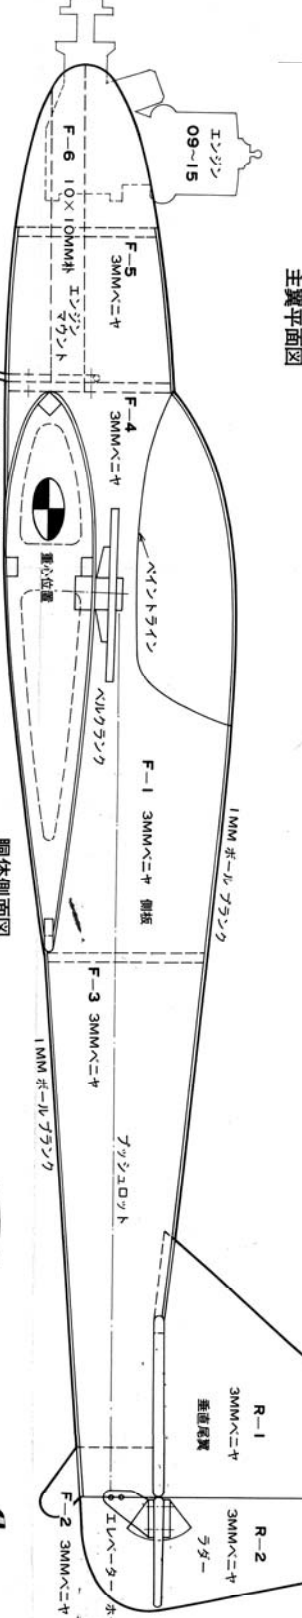 主翼平面図
エンジン
09〜15
F—6 10×10MM朴
エンジン
マウント
F—5
3MMベニヤ
F—4
3MMベニヤ
重心位置
ペイントライン
ベルクランク
F—1 3MMベニヤ 側板
1MM ボール プランク
胴体側面図
F—3 3MMベニヤ
1MM ボール プランク
プッシュロット
R—1
3MMベニヤ
垂直尾翼
R—2
3MMベニヤ
ラダー
エレベーター ホ
F—2 3MMベニヤ